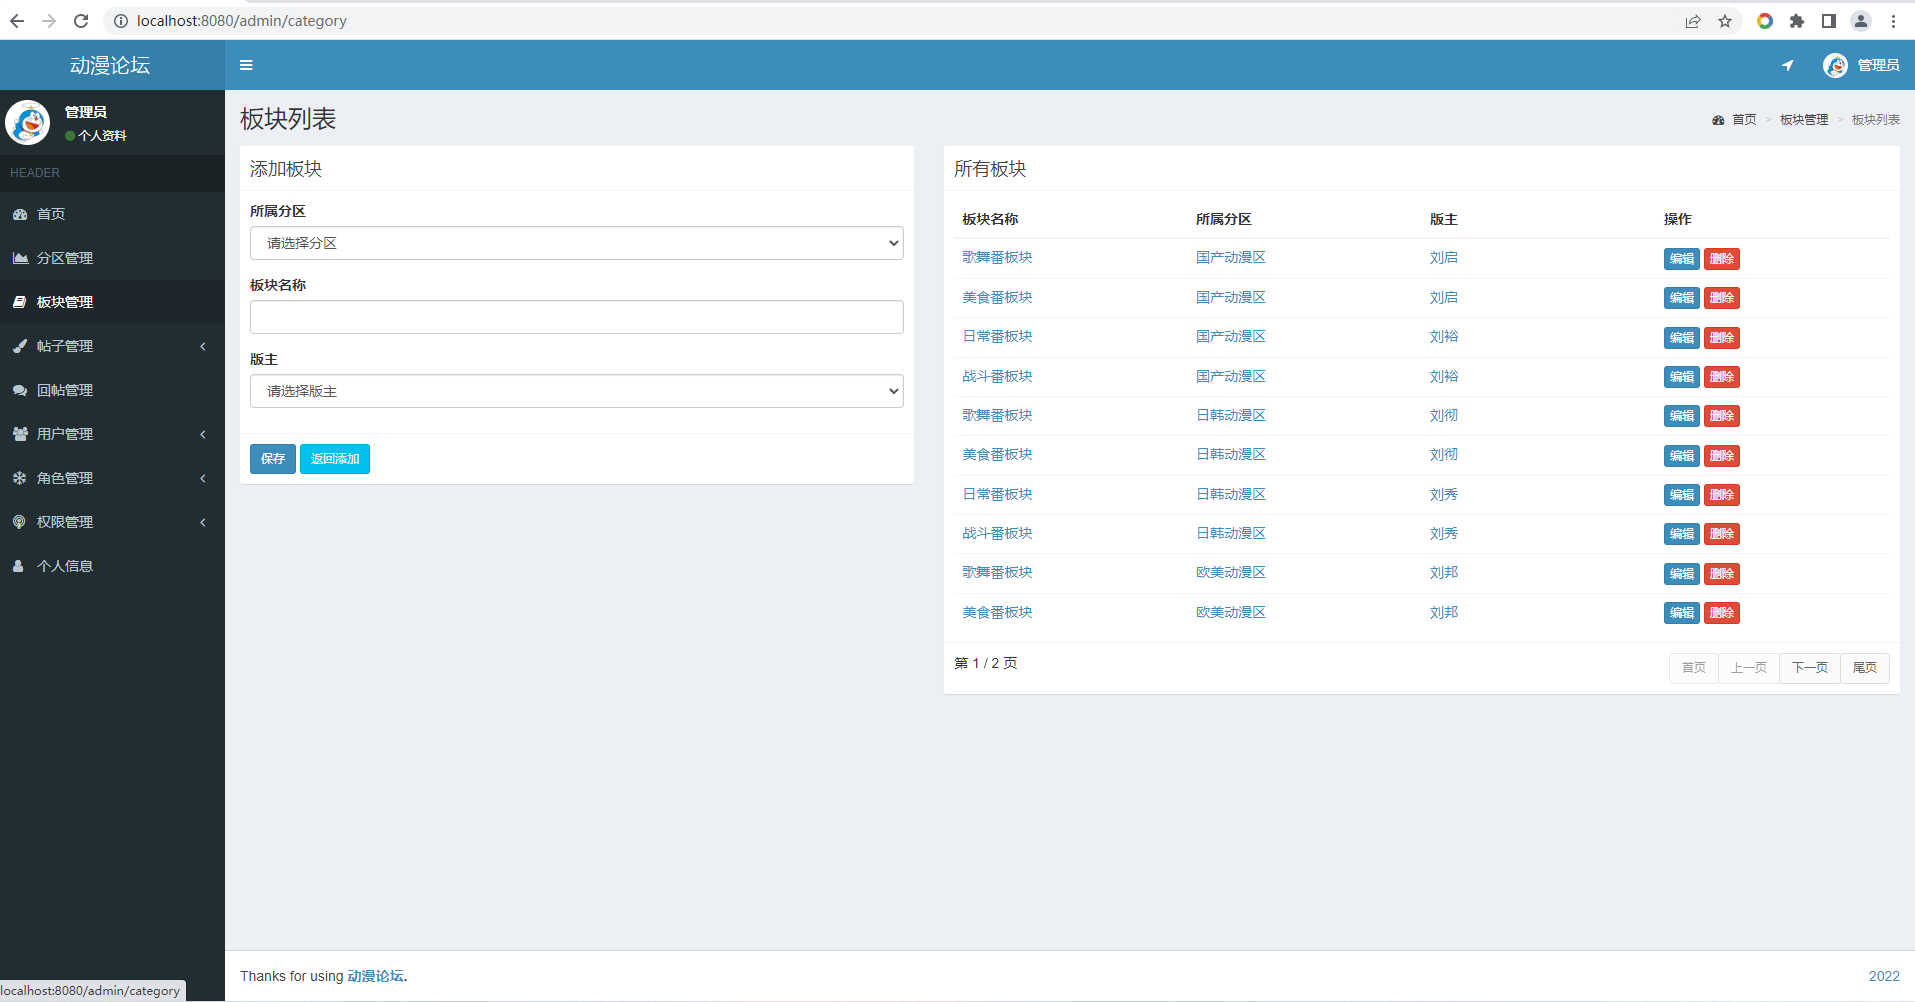 localhost:8080/admin/category
动漫论坛
管理员
管理员
个人资料
HEADER
首页
分区管理
板块管理
帖子管理
回帖管理
用户管理
角色管理
权限管理
个人信息
板块列表
首页 > 板块管理 > 板块列表
添加板块
所属分区
请选择分区
板块名称
版主
请选择版主
保存 返回添加
所有板块
板块名称 所属分区 版主 操作
歌舞番板块 国产动漫区 刘启 编辑 删除
美食番板块 国产动漫区 刘启 编辑 删除
日常番板块 国产动漫区 刘裕 编辑 删除
战斗番板块 国产动漫区 刘裕 编辑 删除
歌舞番板块 日韩动漫区 刘彻 编辑 删除
美食番板块 日韩动漫区 刘彻 编辑 删除
日常番板块 日韩动漫区 刘秀 编辑 删除
战斗番板块 日韩动漫区 刘秀 编辑 删除
歌舞番板块 欧美动漫区 刘邦 编辑 删除
美食番板块 欧美动漫区 刘邦 编辑 删除
第 1 / 2 页 首页 上一页 下一页 尾页
Thanks for using 动漫论坛. 2022
localhost:8080/admin/category